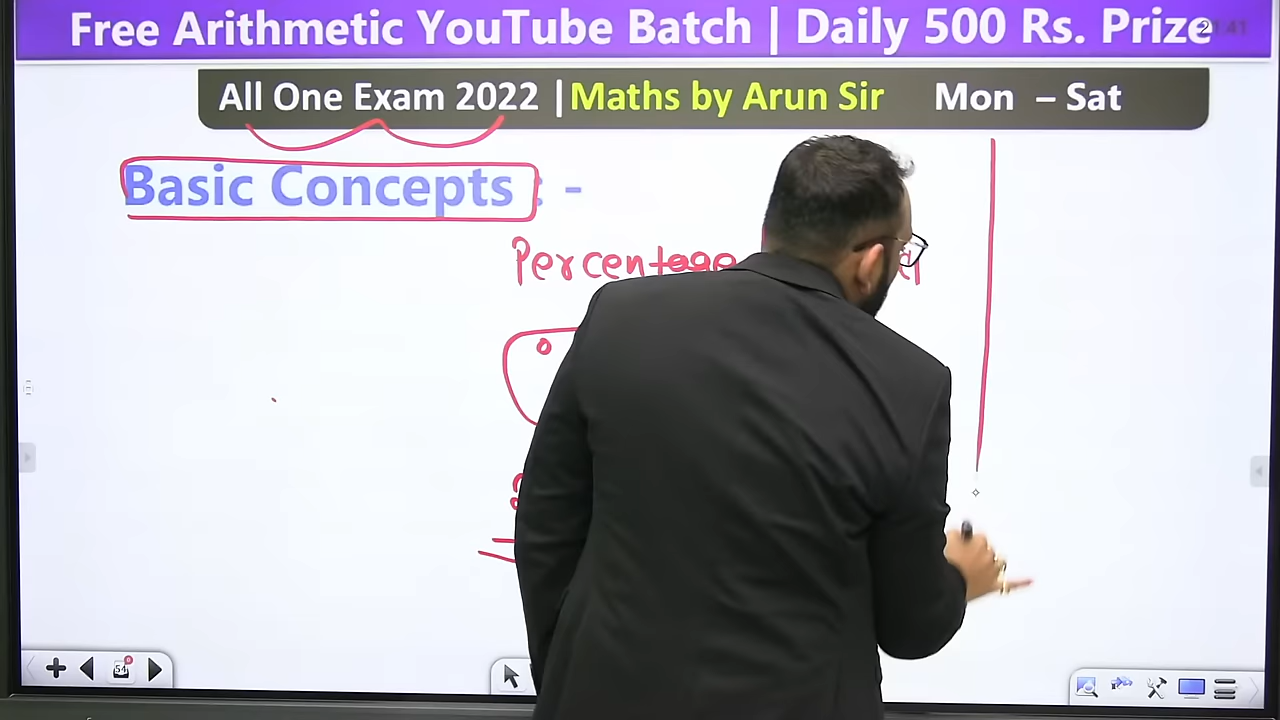 Free Arithmetic YouTube Batch | Daily 500 Rs. Prize
All One Exam 2022 | Maths by Arun Sir Mon – Sat
Basic Concepts : -
Percentage
54